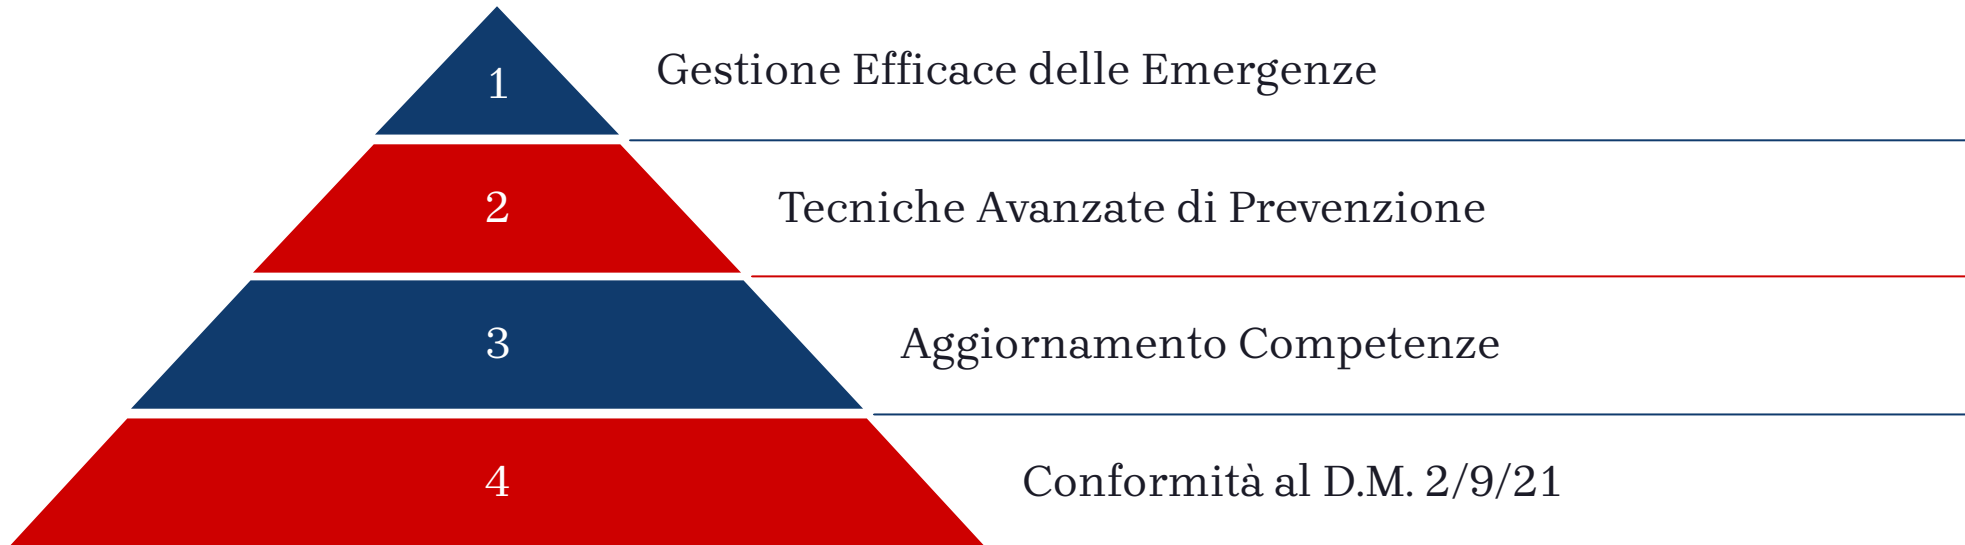 1
Gestione Efficace delle Emergenze
2
Tecniche Avanzate di Prevenzione
3
Aggiornamento Competenze
4
Conformità al D.M. 2/9/21